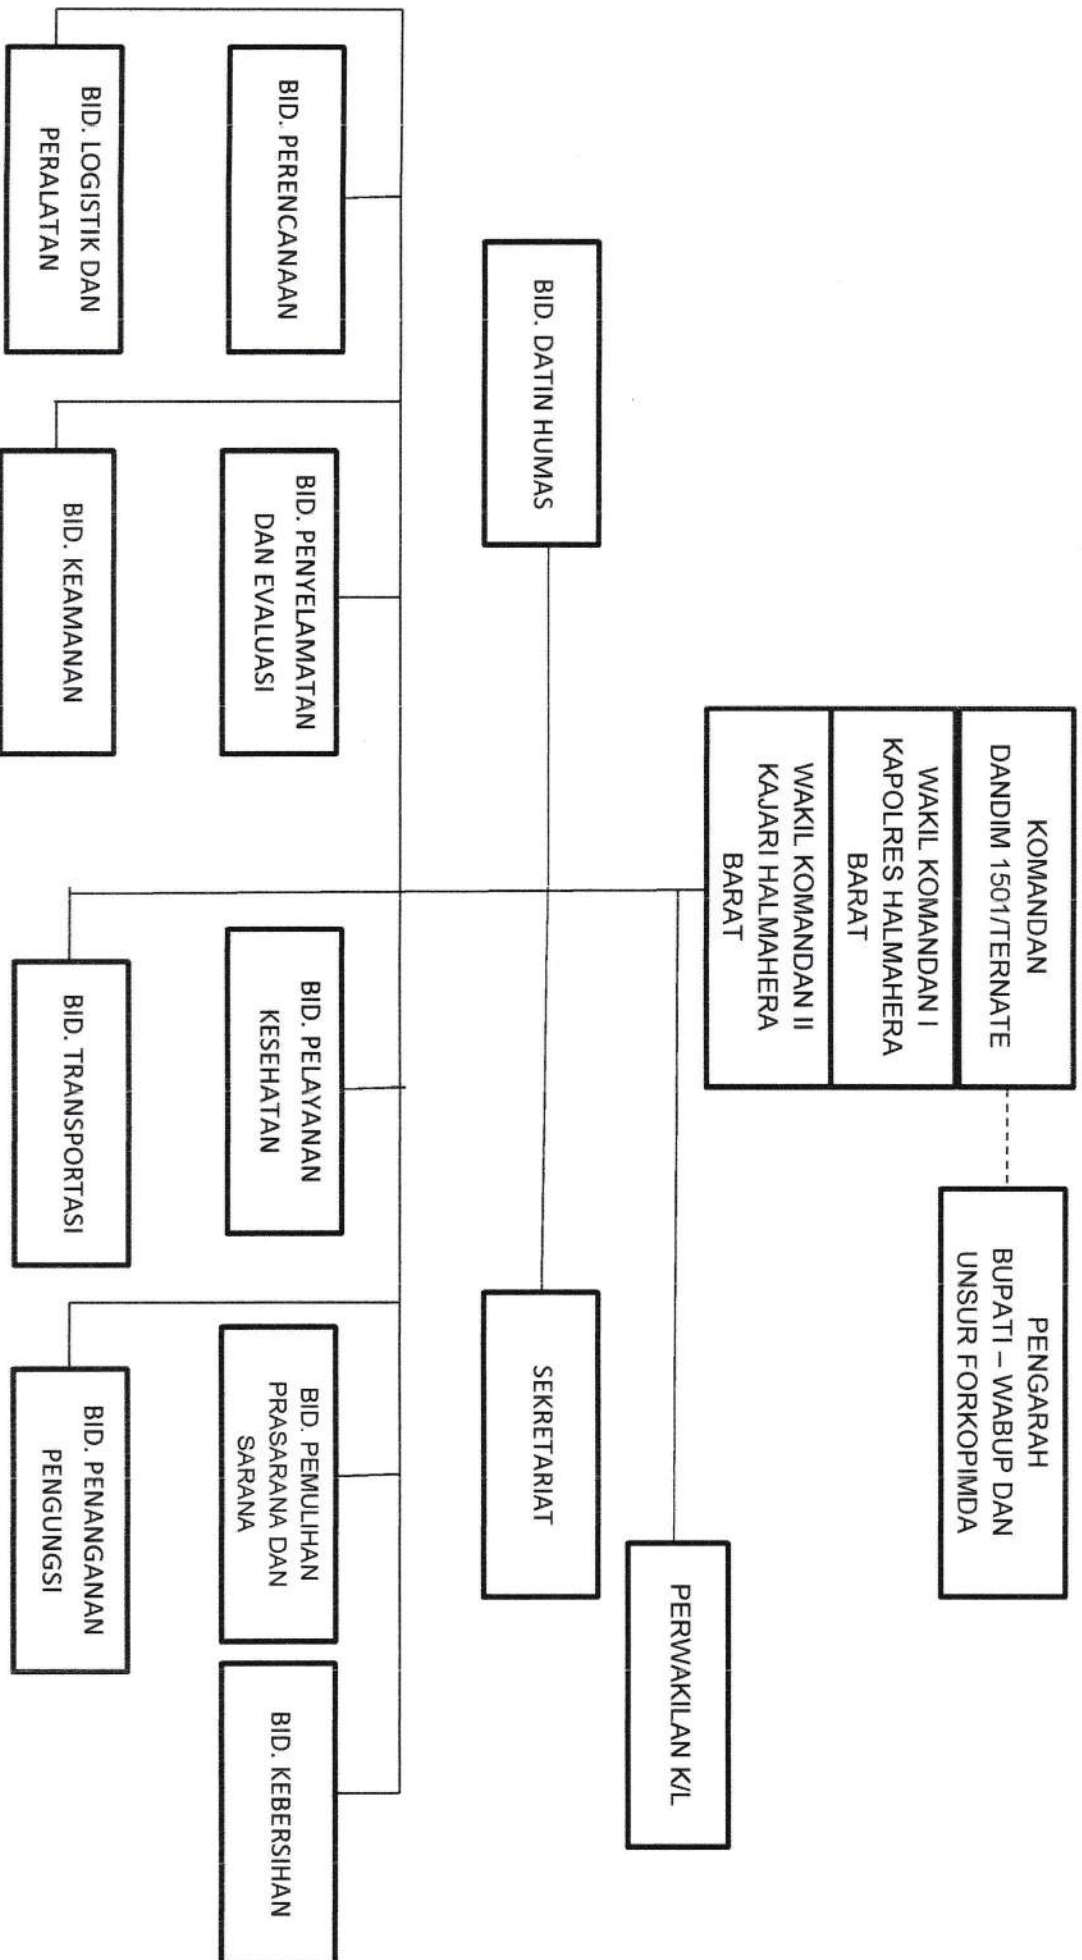 KOMANDAN
DANDIM 1501/TERNATE
WAKIL KOMANDAN I
KAPOLRES HALMAHERA
BARAT
WAKIL KOMANDAN II
KAJARI HALMAHERA
BARAT
PENGARAH
BUPATI – WABUP DAN
UNSUR FORKOPIMDA
PERWAKILAN K/L
BID. DATIN HUMAS
SEKRETARIAT
BID. PERENCANAAN
BID. PENYELAMATAN
DAN EVALUASI
BID. PELAYANAN
KESEHATAN
BID. PEMULIHAN
PRASARANA DAN
SARANA
BID. KEBERSIHAN
BID. LOGISTIK DAN
PERALATAN
BID. KEAMANAN
BID. TRANSPORTASI
BID. PENANGANAN
PENGUNGSI